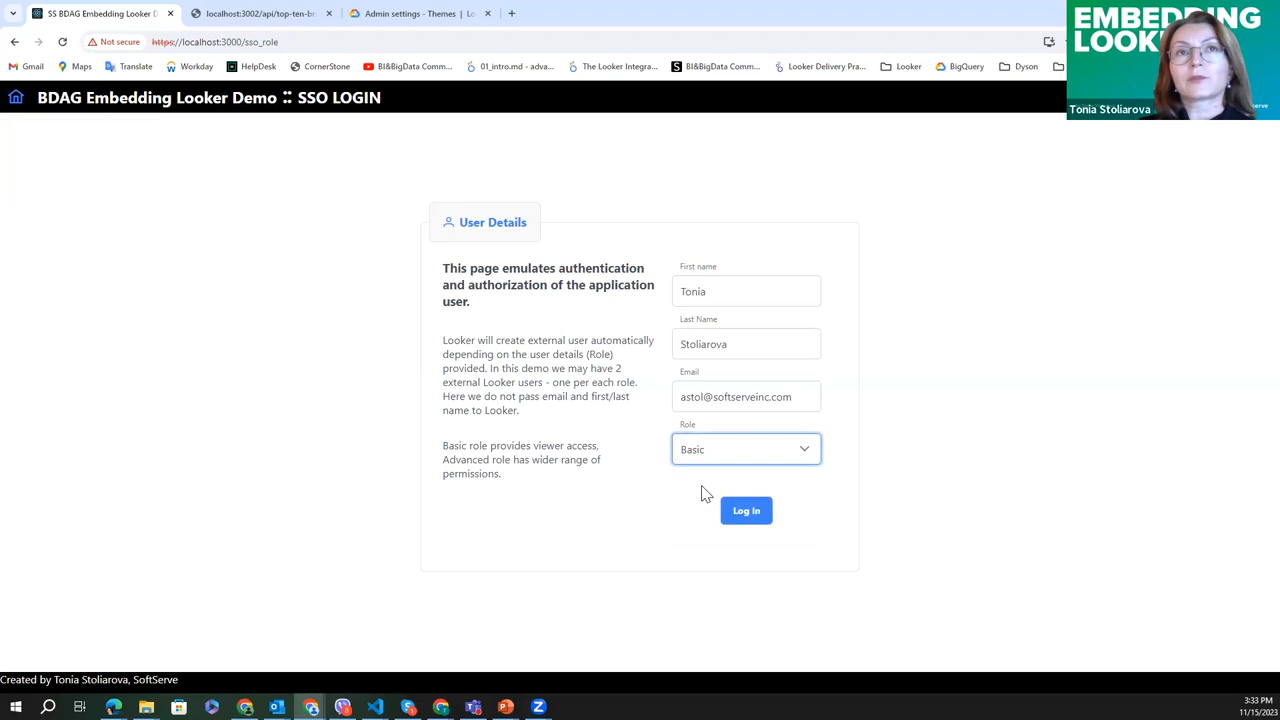 SS BDAG Embedding Looker D
localhost:3002/api/top-ten-br
Admin settings - Themes | Lo
Not secure
https://localhost:3000/sso_role
Gmail
Maps
Translate
Workday
HelpDesk
CornerStone
BI&BigData Comm...
01_intro.md - adva...
The Looker Integra...
BI&BigData Comm...
Looker Delivery Pra...
Looker
BigQuery
Dyson
BDAG Embedding Looker Demo :: SSO LOGIN
EMBEDDING
LOOK
Tonia Stoliarova
erve
User Details
This page emulates authentication
and authorization of the application
user.
Looker will create external user automatically
depending on the user details (Role)
provided. In this demo we may have 2
external Looker users - one per each role.
Here we do not pass email and first/last
name to Looker.
Basic role provides viewer access,
Advanced role has wider range of
permissions.
First name
Tonia
Last Name
Stoliarova
Email
astol@softserveinc.com
Role
Basic
Log In
Created by Tonia Stoliarova, SoftServe
3:33 PM
11/15/2023